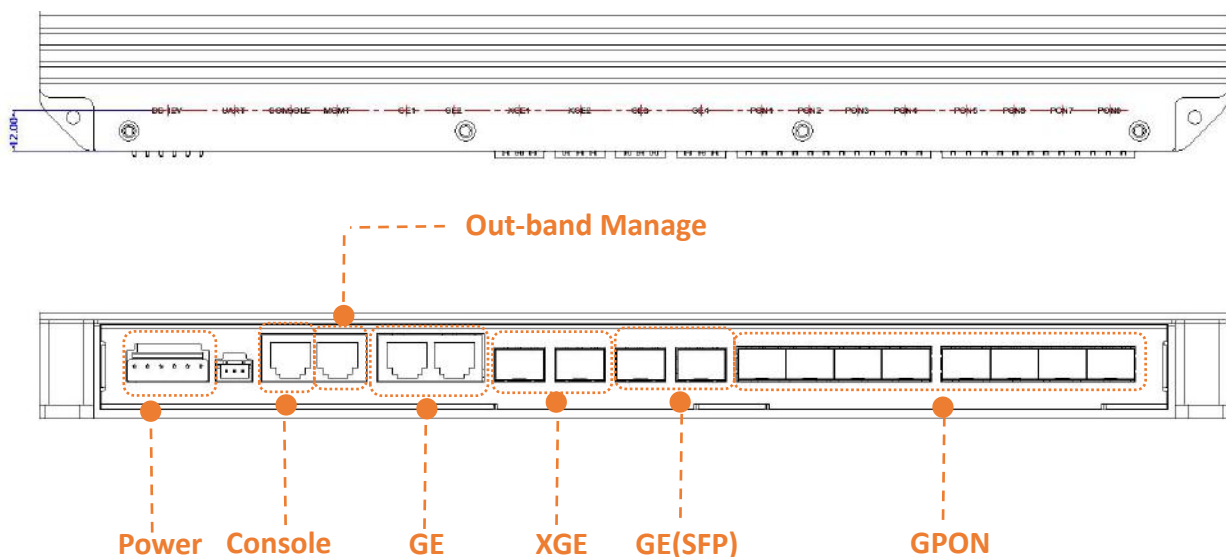 DC 12V UART CONSOLE MGMT GE1 GE2 XGE1 XGE2 GE3 GE4 PON1 PON2 PON3 PON4 PON5 PON6 PON7 PON8
12.00
Out-band Manage
Power Console GE XGE GE(SFP) GPON